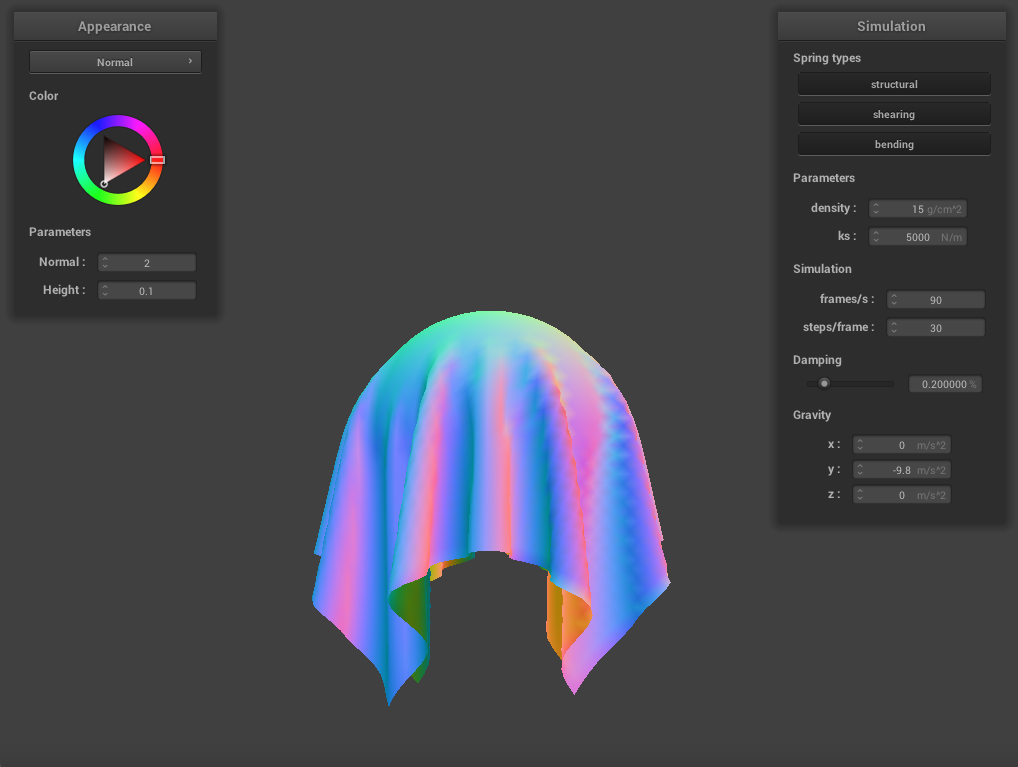 Appearance
Normal
Color
Parameters
Normal :
2
Height :
0.1
Simulation
Spring types
structural
shearing
bending
Parameters
density :
15 g/cm^2
ks :
5000 N/m
Simulation
frames/s :
90
steps/frame :
30
Damping
0.200000 %
Gravity
x :
0 m/s^2
y :
-9.8 m/s^2
z :
0 m/s^2